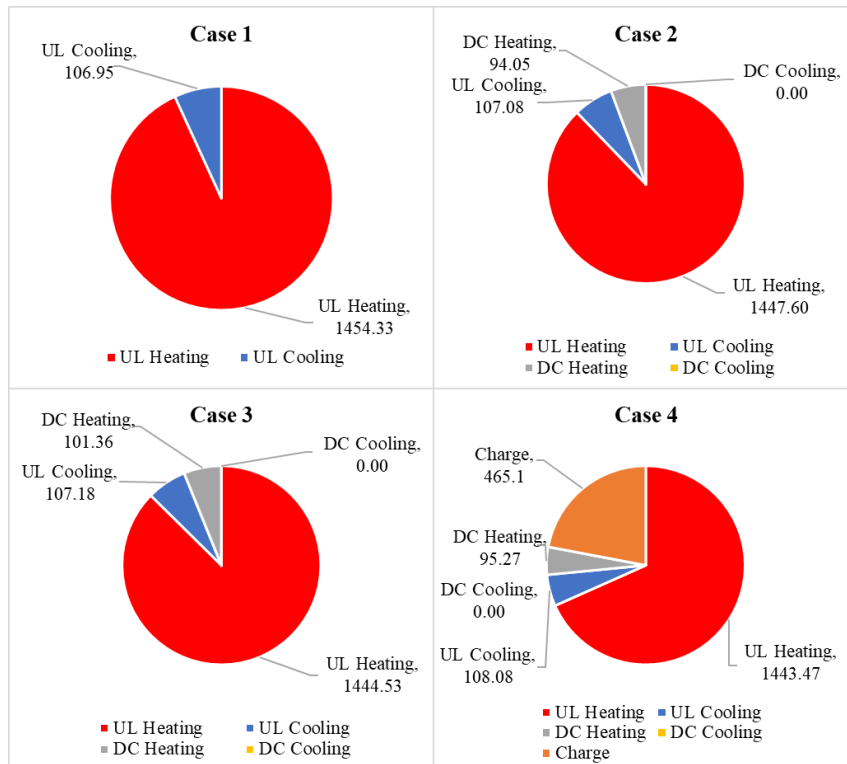 Case 1
UL Cooling,
106.95
UL Heating,
1454.33
UL Heating UL Cooling
Case 2
DC Heating,
94.05
DC Cooling,
0.00
UL Cooling,
107.08
UL Heating,
1447.60
UL Heating UL Cooling
DC Heating DC Cooling
Case 3
DC Heating,
101.36
DC Cooling,
0.00
UL Cooling,
107.18
UL Heating,
1444.53
UL Heating UL Cooling
DC Heating DC Cooling
Case 4
Charge,
465.1
DC Heating,
95.27
DC Cooling,
0.00
UL Cooling,
108.08
UL Heating,
1443.47
UL Heating UL Cooling
DC Heating DC Cooling
Charge